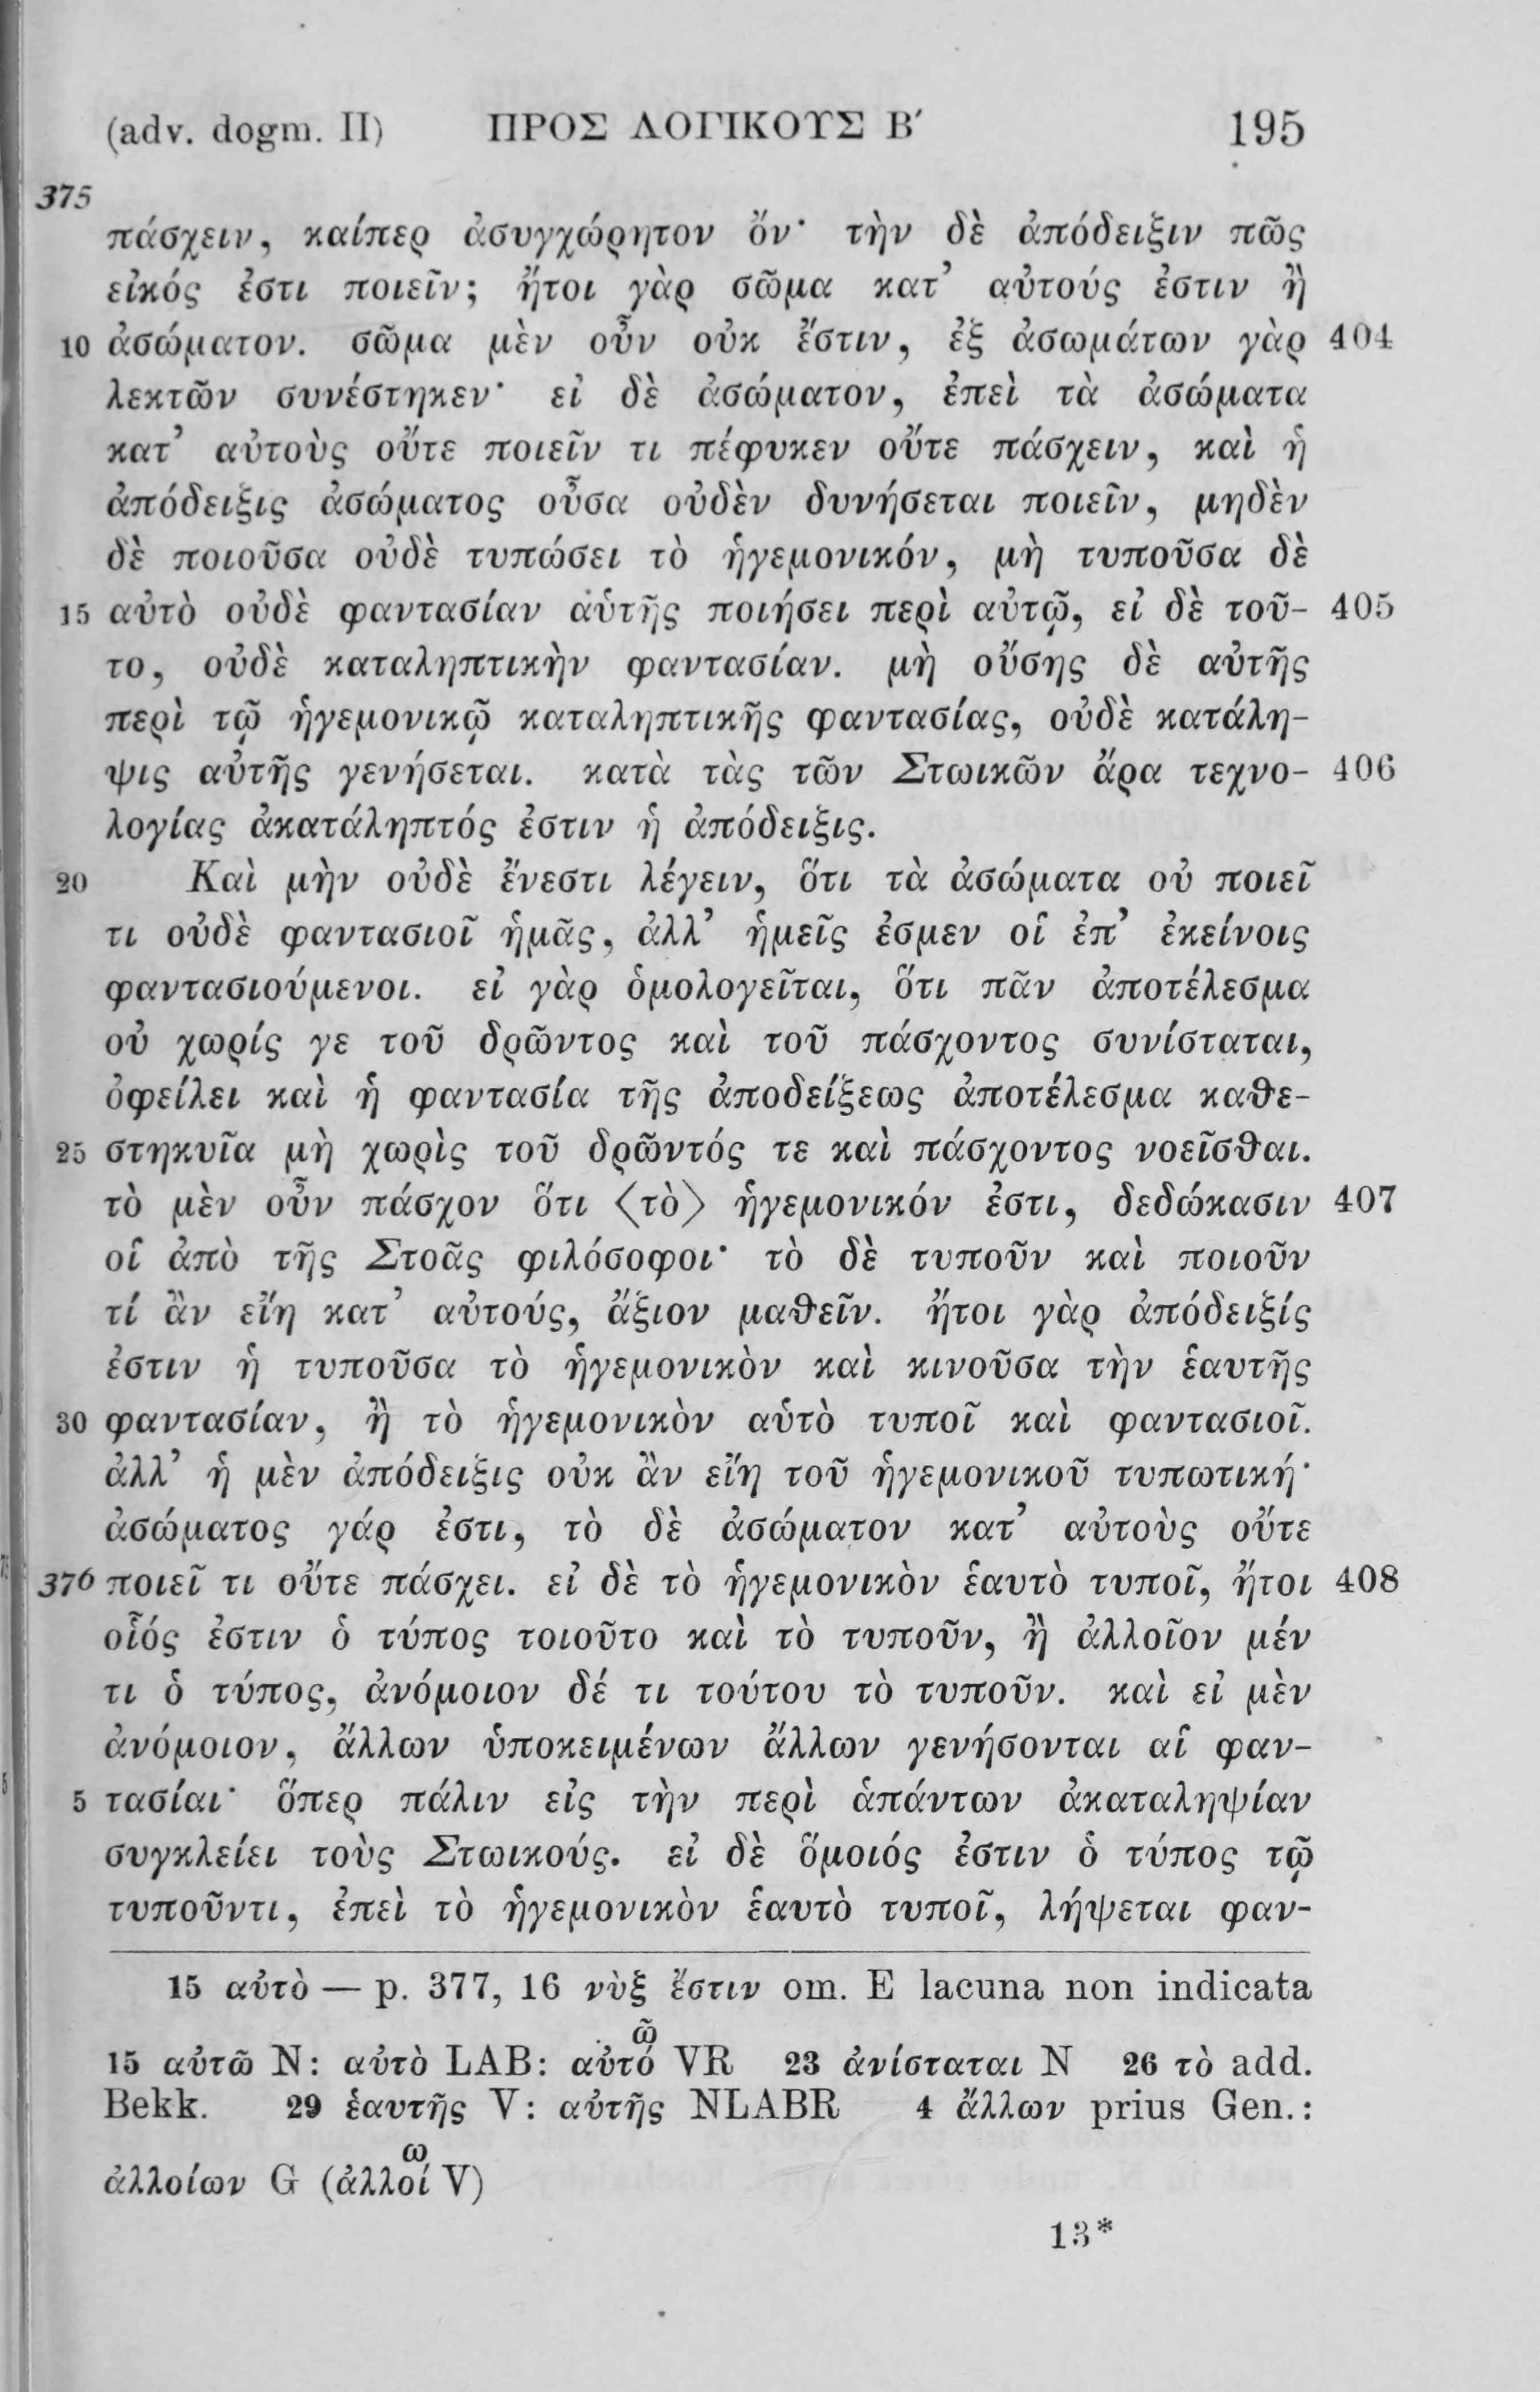 (adv. dogm. II) ΠΡΟΣ ΛΟΓΙΚΟΥΣ Β′ 195
375
πάσχειν, καίπερ ἀσυγχώρητον ὄν· τὴν δὲ ἀπόδειξιν πῶς
εἰκός ἐστι ποιεῖν; ἤτοι γὰρ σῶμα κατ’ αὐτούς ἐστιν ἢ
10 ἀσώματον. σῶμα μὲν οὖν οὐκ ἔστιν, ἐξ ἀσωμάτων γὰρ 404
λεκτῶν συνέστηκεν· εἰ δὲ ἀσώματον, ἐπεὶ τὰ ἀσώματα
κατ’ αὐτοὺς οὔτε ποιεῖν τι πέφυκεν οὔτε πάσχειν, καὶ ἡ
ἀπόδειξις ἀσώματος οὖσα οὐδὲν δυνήσεται ποιεῖν, μηδὲν
δὲ ποιοῦσα οὐδὲ τυπώσει τὸ ἡγεμονικόν, μὴ τυποῦσα δὲ
15 αὐτὸ οὐδὲ φαντασίαν αὑτῆς ποιήσει περὶ αὐτῷ, εἰ δὲ τοῦ- 405
το, οὐδὲ καταληπτικὴν φαντασίαν. μὴ οὔσης δὲ αὐτῆς
περὶ τῷ ἡγεμονικῷ καταληπτικῆς φαντασίας, οὐδὲ κατάλη-
ψις αὐτῆς γενήσεται. κατὰ τὰς τῶν Στωικῶν ἄρα τεχνο- 406
λογίας ἀκατάληπτός ἐστιν ἡ ἀπόδειξις.
20 Καὶ μὴν οὐδὲ ἔνεστι λέγειν, ὅτι τὰ ἀσώματα οὐ ποιεῖ
τι οὐδὲ φαντασιοῖ ἡμᾶς, ἀλλ’ ἡμεῖς ἐσμεν οἱ ἐπ’ ἐκείνοις
φαντασιούμενοι. εἰ γὰρ ὁμολογεῖται, ὅτι πᾶν ἀποτέλεσμα
οὐ χωρίς γε τοῦ δρῶντος καὶ τοῦ πάσχοντος συνίσταται,
ὀφείλει καὶ ἡ φαντασία τῆς ἀποδείξεως ἀποτέλεσμα καθε-
25 στηκυῖα μὴ χωρὶς τοῦ δρῶντός τε καὶ πάσχοντος νοεῖσθαι.
τὸ μὲν οὖν πάσχον ὅτι ⟨τὸ⟩ ἡγεμονικόν ἐστι, δεδώκασιν 407
οἱ ἀπὸ τῆς Στοᾶς φιλόσοφοι· τὸ δὲ τυποῦν καὶ ποιοῦν
τί ἂν εἴη κατ’ αὐτούς, ἄξιον μαθεῖν. ἤτοι γὰρ ἀπόδειξίς
ἐστιν ἡ τυποῦσα τὸ ἡγεμονικὸν καὶ κινοῦσα τὴν ἑαυτῆς
30 φαντασίαν, ἢ τὸ ἡγεμονικὸν αὑτὸ τυποῖ καὶ φαντασιοῖ.
ἀλλ’ ἡ μὲν ἀπόδειξις οὐκ ἂν εἴη τοῦ ἡγεμονικοῦ τυπωτική·
ἀσώματος γάρ ἐστι, τὸ δὲ ἀσώματον κατ’ αὐτοὺς οὔτε
376 ποιεῖ τι οὔτε πάσχει. εἰ δὲ τὸ ἡγεμονικὸν ἑαυτὸ τυποῖ, ἤτοι 408
οἷός ἐστιν ὁ τύπος τοιοῦτο καὶ τὸ τυποῦν, ἢ ἀλλοῖον μέν
τι ὁ τύπος, ἀνόμοιον δέ τι τούτου τὸ τυποῦν. καὶ εἰ μὲν
ἀνόμοιον, ἄλλων ὑποκειμένων ἄλλων γενήσονται αἱ φαν-
5 τασίαι· ὅπερ πάλιν εἰς τὴν περὶ ἁπάντων ἀκαταληψίαν
συγκλείει τοὺς Στωικούς. εἰ δὲ ὅμοιός ἐστιν ὁ τύπος τῷ
τυποῦντι, ἐπεὶ τὸ ἡγεμονικὸν ἑαυτὸ τυποῖ, λήψεται φαν-
15 αὐτὸ — p. 377, 16 νὺξ ἔστιν om. E lacuna non indicata
15 αὐτῶ N: αὐτὸ LAB: αὐτό ῶ VR 23 ἀνίσταται N 26 τὸ add.
Bekk. 29 ἑαυτῆς V: αὐτῆς NLABR 4 ἄλλων prius Gen.:
ἀλλοίων G (ἀλλοί ω V)
13*